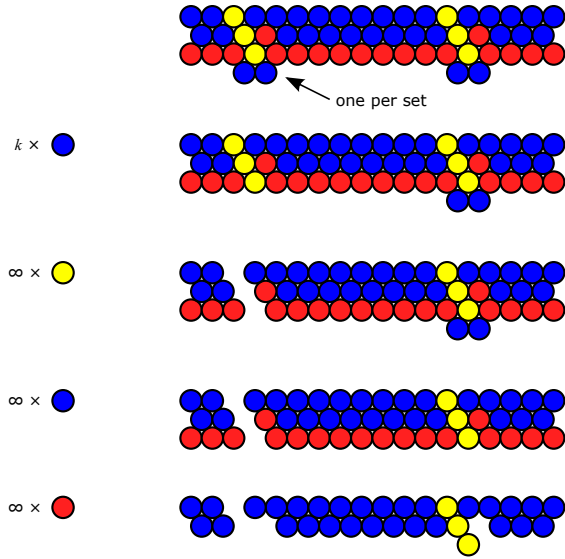 one per set
k ×
∞ ×
∞ ×
∞ ×